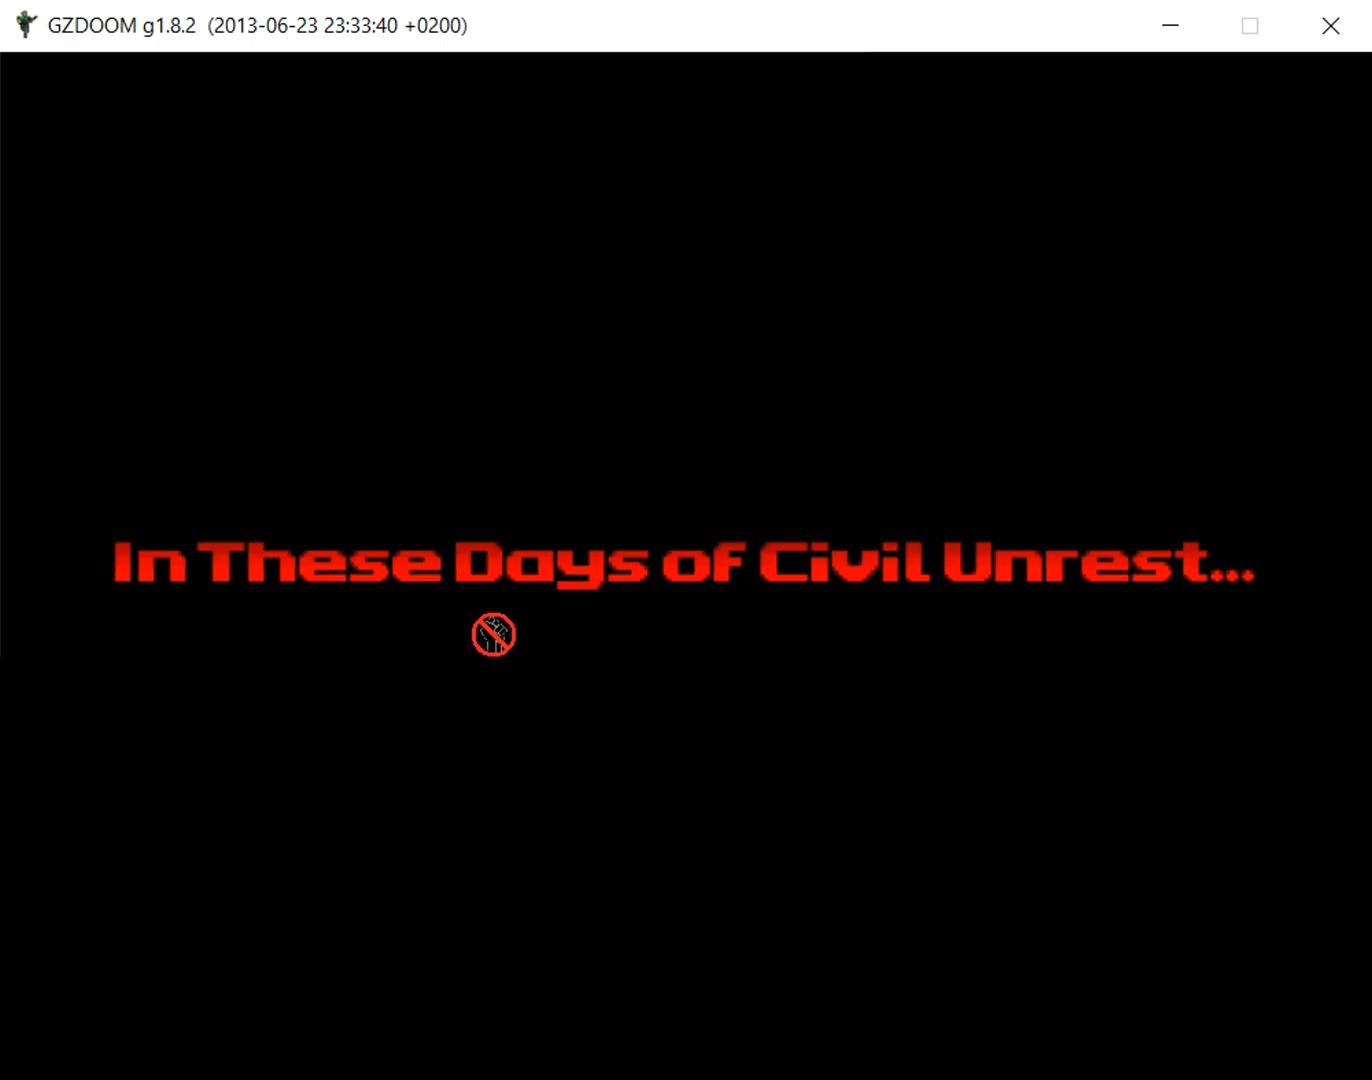 GZDOOM g1.8.2 (2013-06-23 23:33:40 +0200)
In These Days of Civil Unrest...